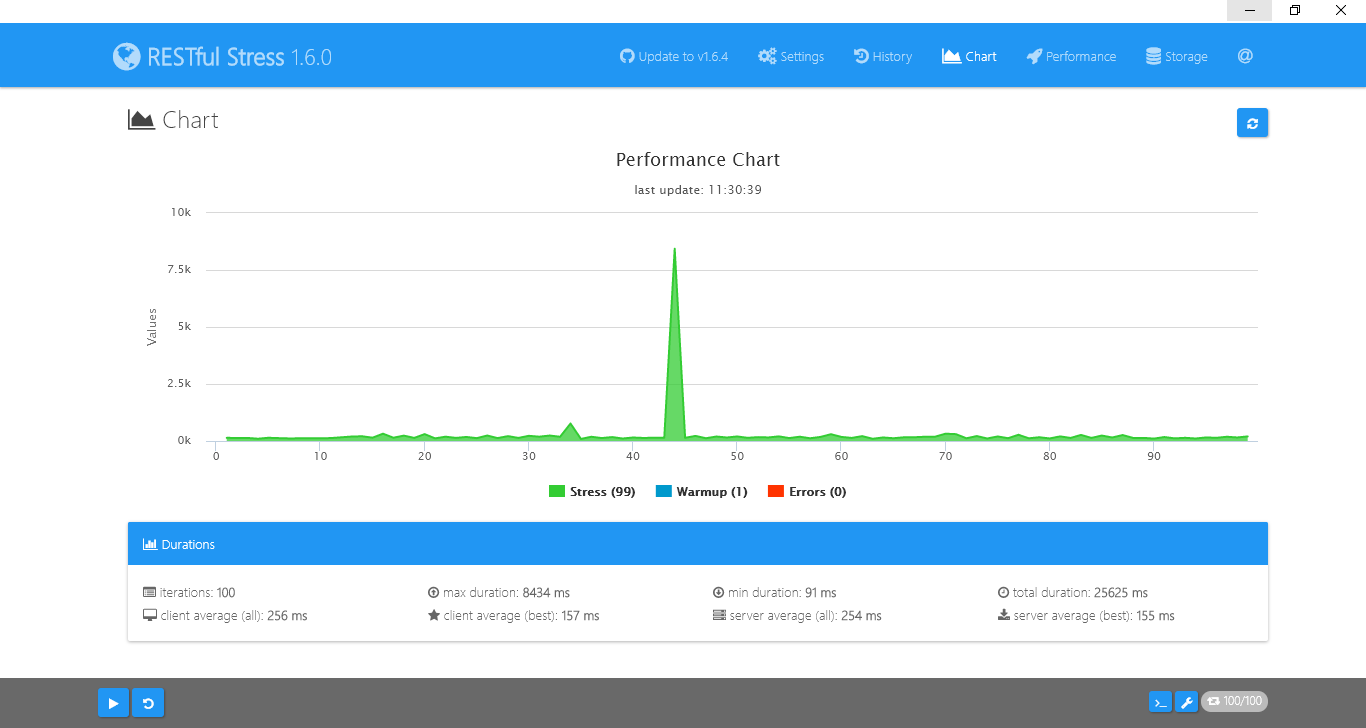 RESTful Stress 1.6.0
Update to v1.6.4 Settings History Chart Performance Storage @
Chart
Performance Chart
last update: 11:30:39
10k
7.5k
5k
2.5k
0k
Values
0 10 20 30 40 50 60 70 80 90
Stress (99) Warmup (1) Errors (0)
Durations
iterations: 100 max duration: 8434 ms min duration: 91 ms total duration: 25625 ms
client average (all): 256 ms client average (best): 157 ms server average (all): 254 ms server average (best): 155 ms
100/100